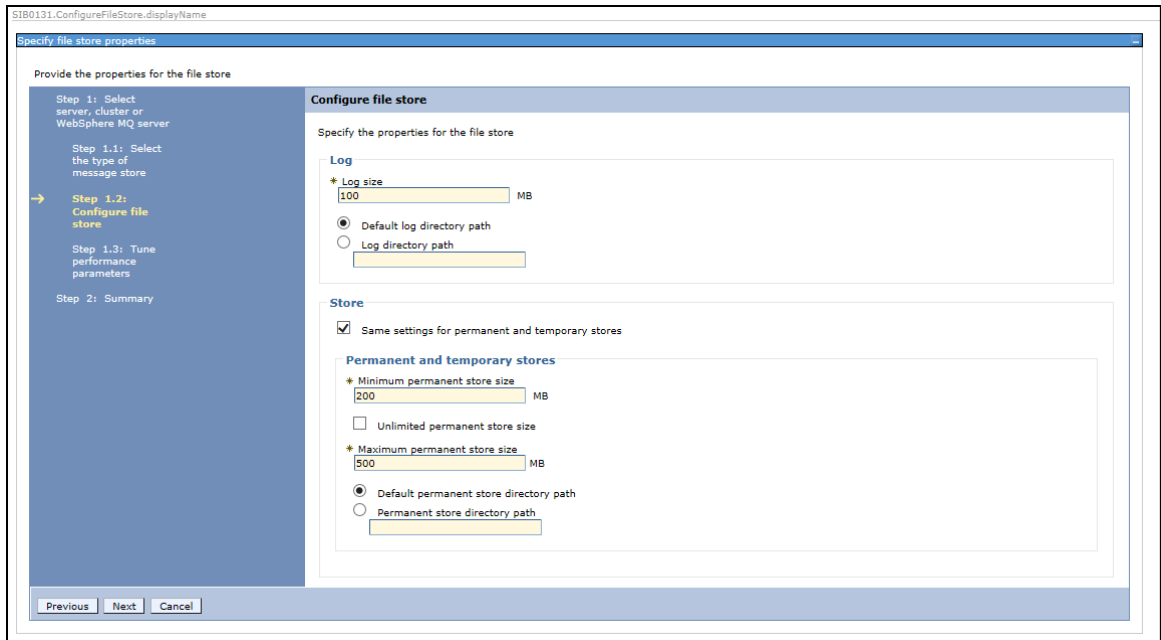 SIB0131.ConfigureFileStore.displayName
Specify file store properties
Provide the properties for the file store
Step 1: Select
server, cluster or
WebSphere MQ server
Step 1.1: Select
the type of
message store
Step 1.2:
Configure file
store
Step 1.3: Tune
performance
parameters
Step 2: Summary
Configure file store
Specify the properties for the file store
Log
* Log size
100 MB
Default log directory path
Log directory path
Store
Same settings for permanent and temporary stores
Permanent and temporary stores
* Minimum permanent store size
200 MB
Unlimited permanent store size
* Maximum permanent store size
500 MB
Default permanent store directory path
Permanent store directory path
Previous Next Cancel